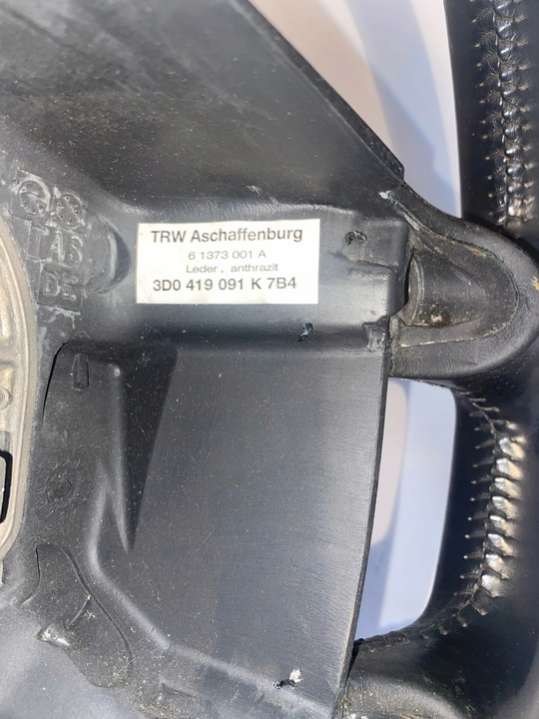 TRW Aschaffenburg
6 1373 001 A
Leder, anthrazit
3D0 419 091 K 7B4